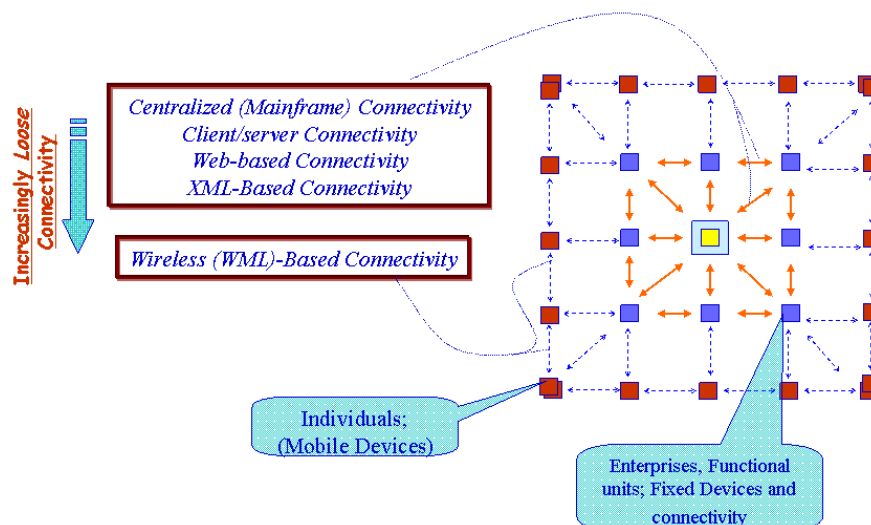 Increasingly Loose
Connectivity
Centralized (Mainframe) Connectivity
Client/server Connectivity
Web-based Connectivity
XML-Based Connectivity
Wireless (WML)-Based Connectivity
Individuals;
(Mobile Devices)
Enterprises, Functional
units; Fixed Devices and
connectivity